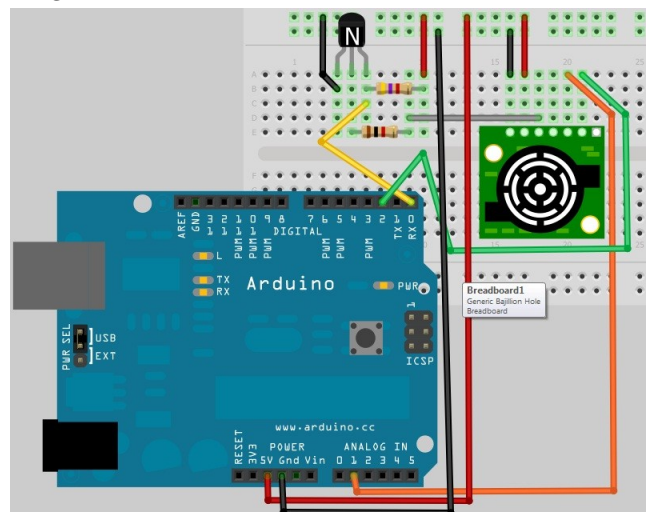 N
1
15
20
25
A
B
C
D
E
F
AREF
GND
13
12
11
10
9
8
7
6
5
4
3
2
1
0
PWM
PWM
PWM
PWM
PWM
PWM
TX
RX
DIGITAL
L
TX
RX
Arduino
PWR
1
ICSP
PWR SEL
USB
EXT
www.arduino.cc
POWER
ANALOG IN
RESET
3V3
5V Gnd Vin
0 1 2 3 4 5
Breadboard1
Generic Bajillion Hole
Breadboard